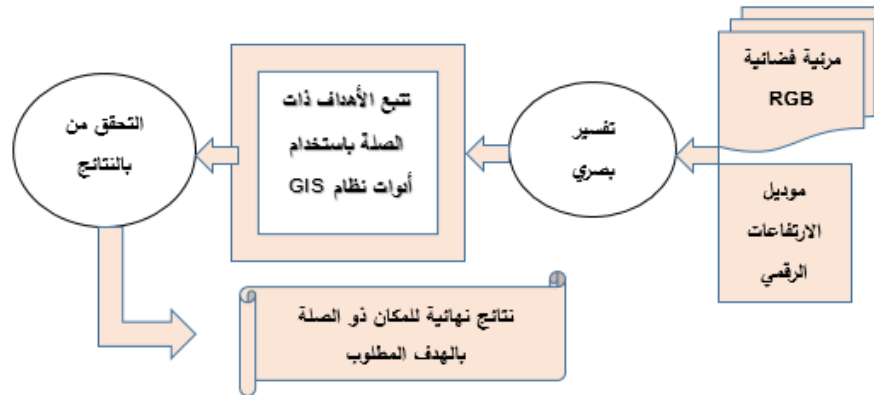 مرئية فضائية
RGB
موديل
الارتفاعات
الرقمي
تفسير
بصري
تتبع الأهداف ذات
الصلة باستخدام
أدوات نظام GIS
التحقق من
بالنتائج
نتائج نهائية للمكان ذو الصلة
بالهدف المطلوب